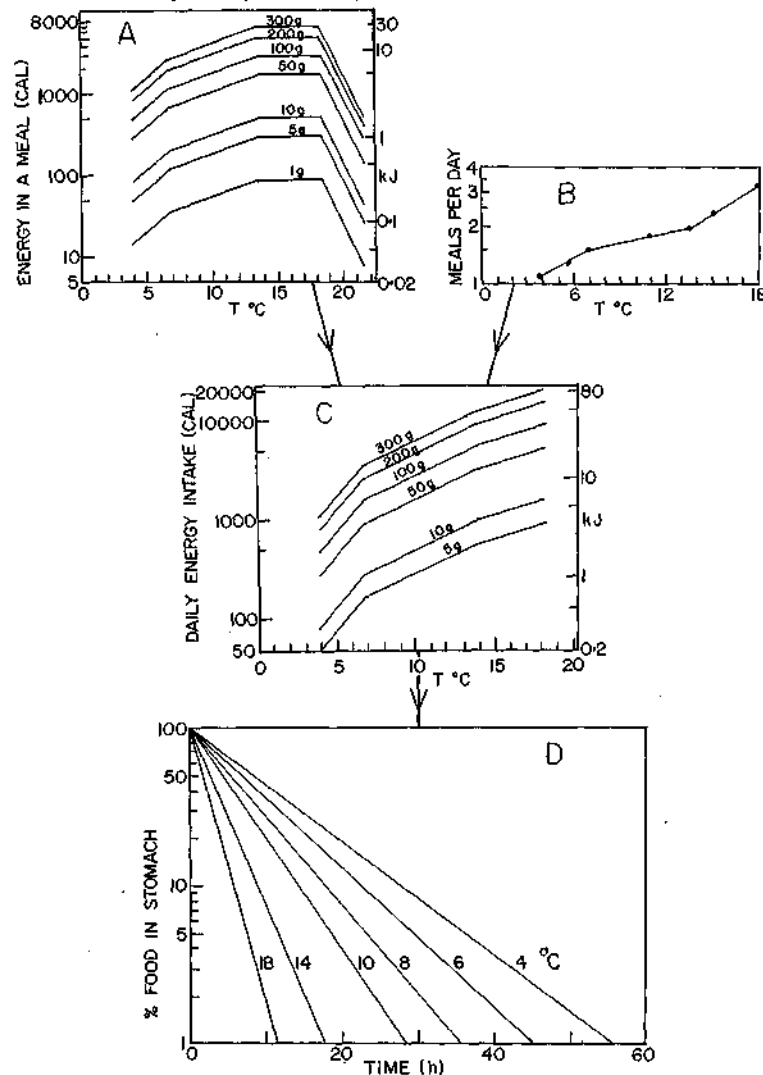 A
ENERGY IN A MEAL (CAL)
8000
1000
100
10
5
300g
200g
100g
50g
10g
5g
1g
30
10
1
kJ
0·1
0·02
0 5 10 15 20
T °C
B
MEALS PER DAY
4
3
2
1
0 6 12 18
T °C
C
DAILY ENERGY INTAKE (CAL)
20000
10000
1000
100
50
300g
200g
100g
50g
10g
5g
80
10
kJ
1
0·2
0 5 10 15 20
T °C
D
% FOOD IN STOMACH
100
50
10
5
1
18 14 10 8 6 4 °C
0 20 40 60
TIME (h)